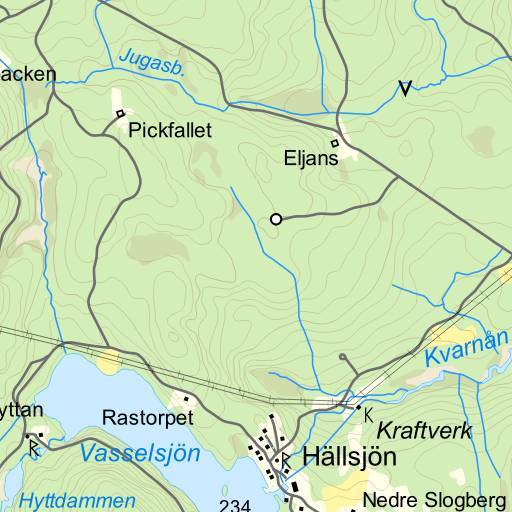 Jugasb.
acken
Pickfallet
Eljans
Kvarnån
yttan
Rastorpet
Kraftverk
Vasselsjön
Hällsjön
Hyttdammen
234
Nedre Slogberg